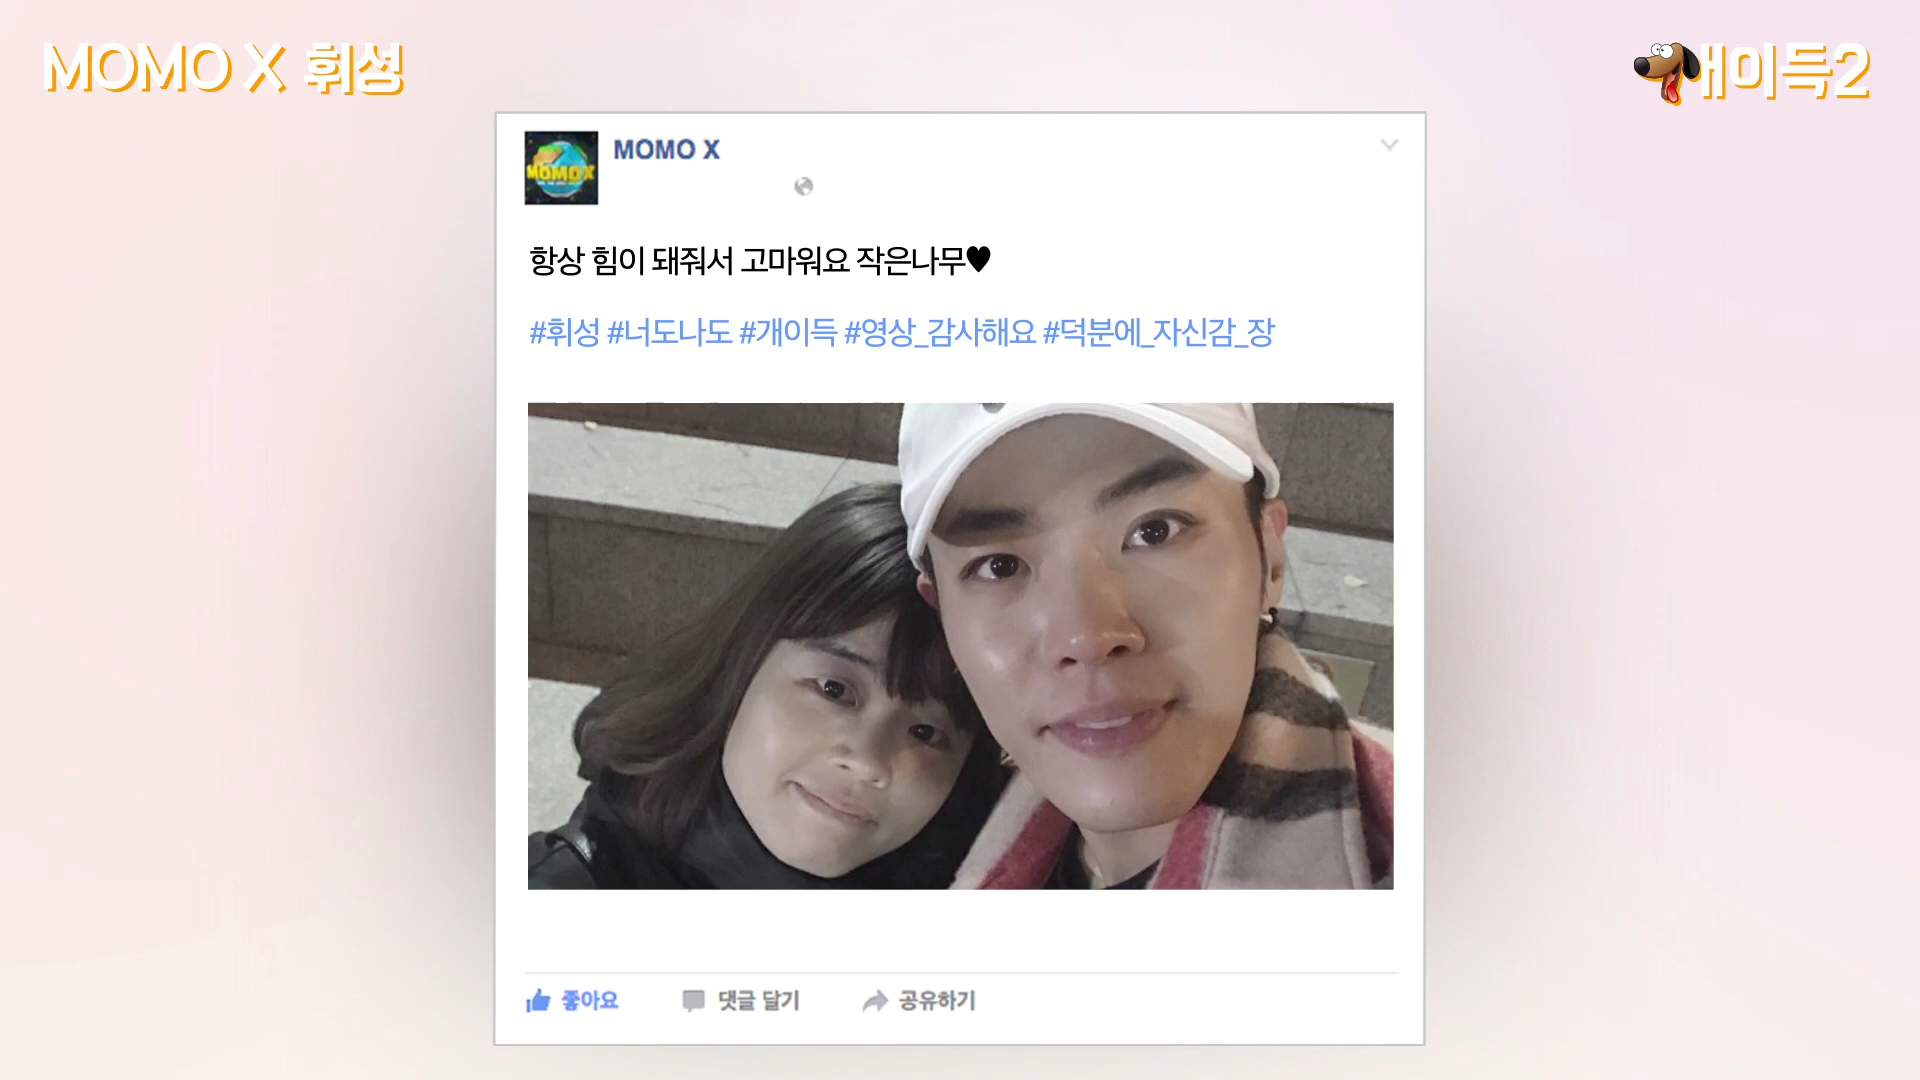 MOMO X 휘성
개이득2
MOMO X
MOMO X
항상 힘이 돼줘서 고마워요 작은나무♥
#휘성 #너도나도 #개이득 #영상_감사해요 #덕분에_자신감_장
좋아요 댓글 달기 공유하기